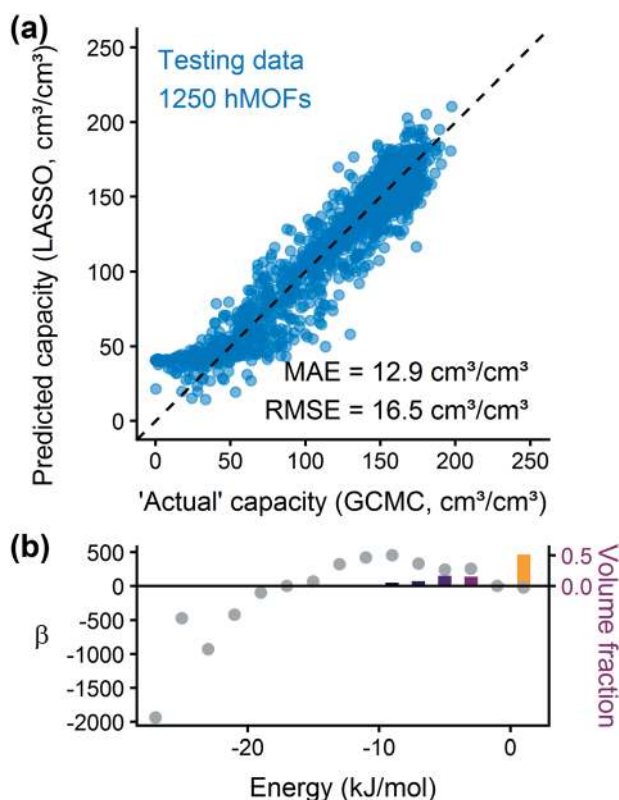 (a)
250
200
150
100
50
0
Predicted capacity (LASSO, cm³/cm³)
Testing data
1250 hMOFs
MAE = 12.9 cm³/cm³
RMSE = 16.5 cm³/cm³
0 50 100 150 200 250
'Actual' capacity (GCMC, cm³/cm³)
(b)
500
0
-500
-1000
-1500
-2000
β
0.5
0.0
Volume fraction
-20 -10 0
Energy (kJ/mol)